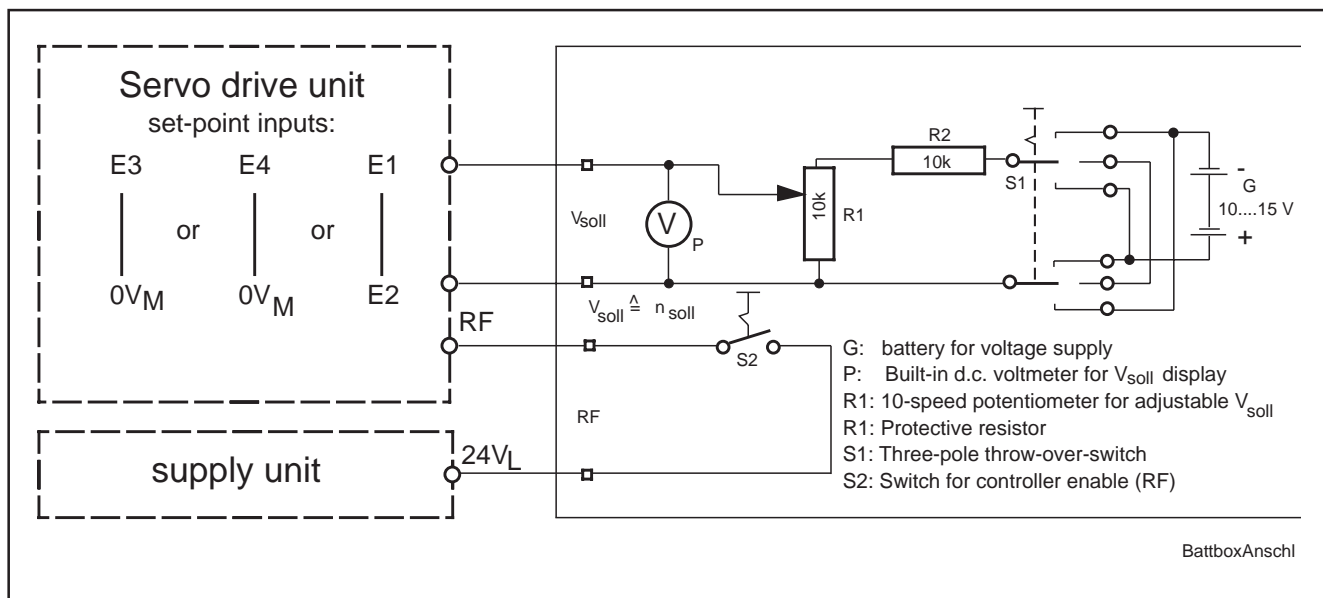 Servo drive unit
set-point inputs:
E3 E4 E1
or or
0VM 0VM E2
RF
supply unit
24VL
Vsoll
V
P
Vsoll ≙ nsoll
S2
RF
10k
R1
R2
10k
S1
-
G
10....15 V
+
G: battery for voltage supply
P: Built-in d.c. voltmeter for Vsoll display
R1: 10-speed potentiometer for adjustable Vsoll
R1: Protective resistor
S1: Three-pole throw-over-switch
S2: Switch for controller enable (RF)
BattboxAnschl